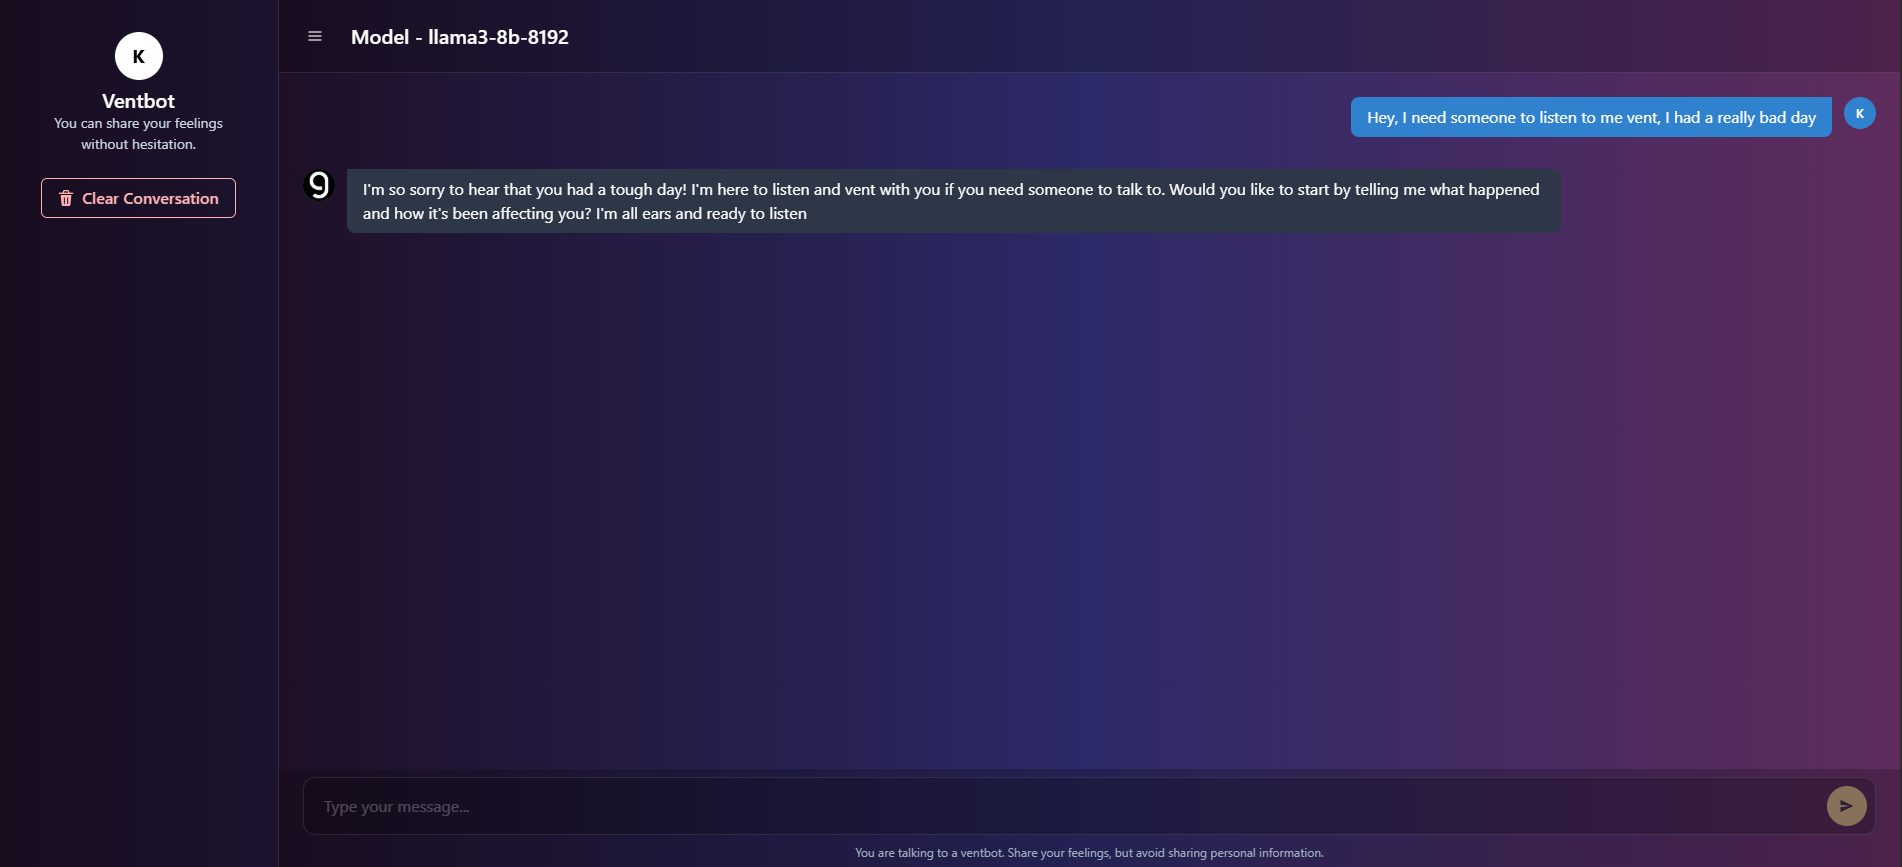 K
Ventbot
You can share your feelings
without hesitation.
Clear Conversation
Model - llama3-8b-8192
Hey, I need someone to listen to me vent, I had a really bad day
K
I'm so sorry to hear that you had a tough day! I'm here to listen and vent with you if you need someone to talk to. Would you like to start by telling me what happened
and how it's been affecting you? I'm all ears and ready to listen
Type your message...
You are talking to a ventbot. Share your feelings, but avoid sharing personal information.